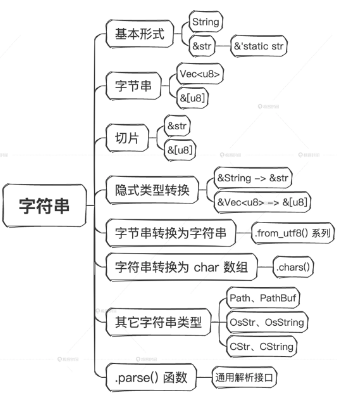 字符串
基本形式
String
&str
&'static str
字节串
Vec<u8>
&[u8]
切片
&str
&[u8]
隐式类型转换
&String -> &str
&Vec<u8> -> &[u8]
字节串转换为字符串
.from_utf8() 系列
字符串转换为 char 数组
.chars()
其它字符串类型
Path、PathBuf
OsStr、OsString
CStr、CString
.parse() 函数
通用解析接口